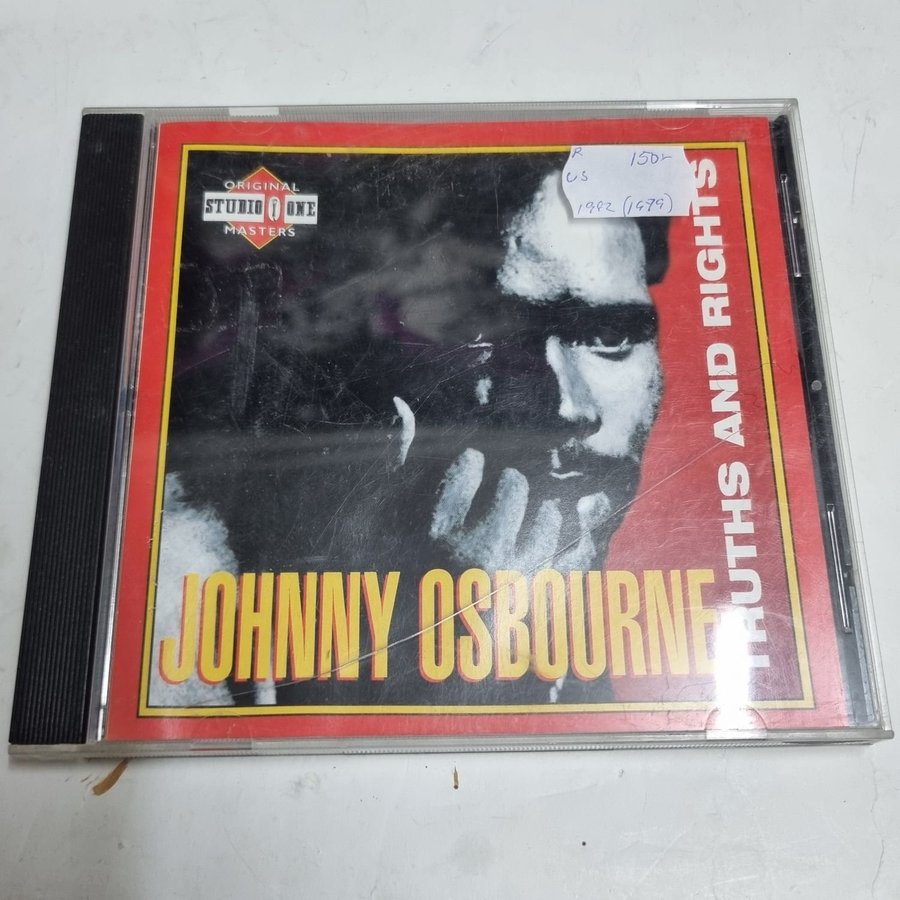 ORIGINAL
STUDIO ONE
MASTERS
R 150:-
US
1992 (1979)
TRUTHS AND RIGHTS
JOHNNY OSBOURNE